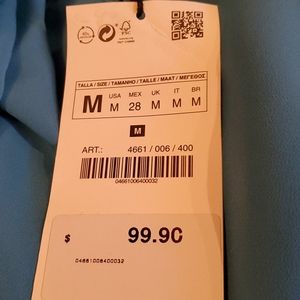 FSC
TALLA / SIZE / TAMANHO / TAILLE / MAAT / ΜΕΓΕΘΟΣ
USA MEX UK IT BR
M M 28 M M M
M
ART.: 4661 / 006 / 400
04661006400032
$ 99.90
04661006400032